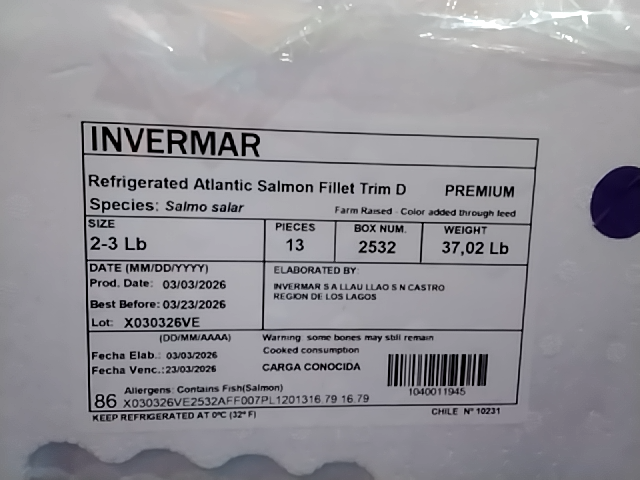 INVERMAR
Refrigerated Atlantic Salmon Fillet Trim D PREMIUM
Species: Salmo salar Farm Raised - Color added through feed
SIZE PIECES BOX NUM. WEIGHT
2-3 Lb 13 2532 37,02 Lb
DATE (MM/DD/YYYY) ELABORATED BY:
Prod. Date: 03/03/2026 INVERMAR S A LLAU LLAO S N CASTRO
REGION DE LOS LAGOS
Best Before: 03/23/2026
Lot: X030326VE
(DD/MM/AAAA) Warning: some bones may still remain
Cooked consumption
Fecha Elab.: 03/03/2026
Fecha Venc.:23/03/2026 CARGA CONOCIDA
Allergens: Contains Fish(Salmon) 1040011945
86 X030326VE2532AFF007PL1201316.79 16.79
KEEP REFRIGERATED AT 0ºC (32º F) CHILE Nº 10231